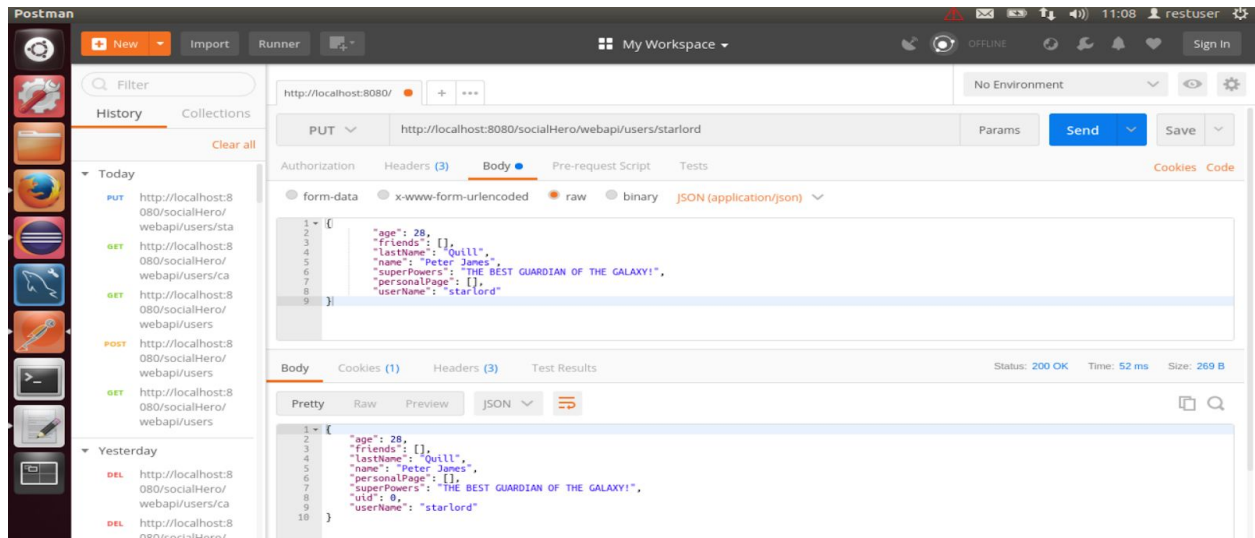 Postman
11:08 restuser
New Import Runner My Workspace OFFLINE Sign In
Filter
History Collections
Clear all
Today
PUT http://localhost:8
080/socialHero/
webapi/users/sta
GET http://localhost:8
080/socialHero/
webapi/users/ca
GET http://localhost:8
080/socialHero/
webapi/users
POST http://localhost:8
080/socialHero/
webapi/users
GET http://localhost:8
080/socialHero/
webapi/users
Yesterday
DEL http://localhost:8
080/socialHero/
webapi/users/ca
DEL http://localhost:8
080/socialHero/
http://localhost:8080/ + •••
No Environment
PUT http://localhost:8080/socialHero/webapi/users/starlord Params Send Save
Authorization Headers (3) Body Pre-request Script Tests Cookies Code
form-data x-www-form-urlencoded raw binary JSON (application/json)
1 {
2 "age": 28,
3 "friends": [],
4 "lastName": "Quill",
5 "name": "Peter James",
6 "superPowers": "THE BEST GUARDIAN OF THE GALAXY!",
7 "personalPage": [],
8 "userName": "starlord"
9 }
Body Cookies (1) Headers (3) Test Results Status: 200 OK Time: 52 ms Size: 269 B
Pretty Raw Preview JSON
1 {
2 "age": 28,
3 "friends": [],
4 "lastName": "Quill",
5 "name": "Peter James",
6 "personalPage": [],
7 "superPowers": "THE BEST GUARDIAN OF THE GALAXY!",
8 "uid": 0,
9 "userName": "starlord"
10 }